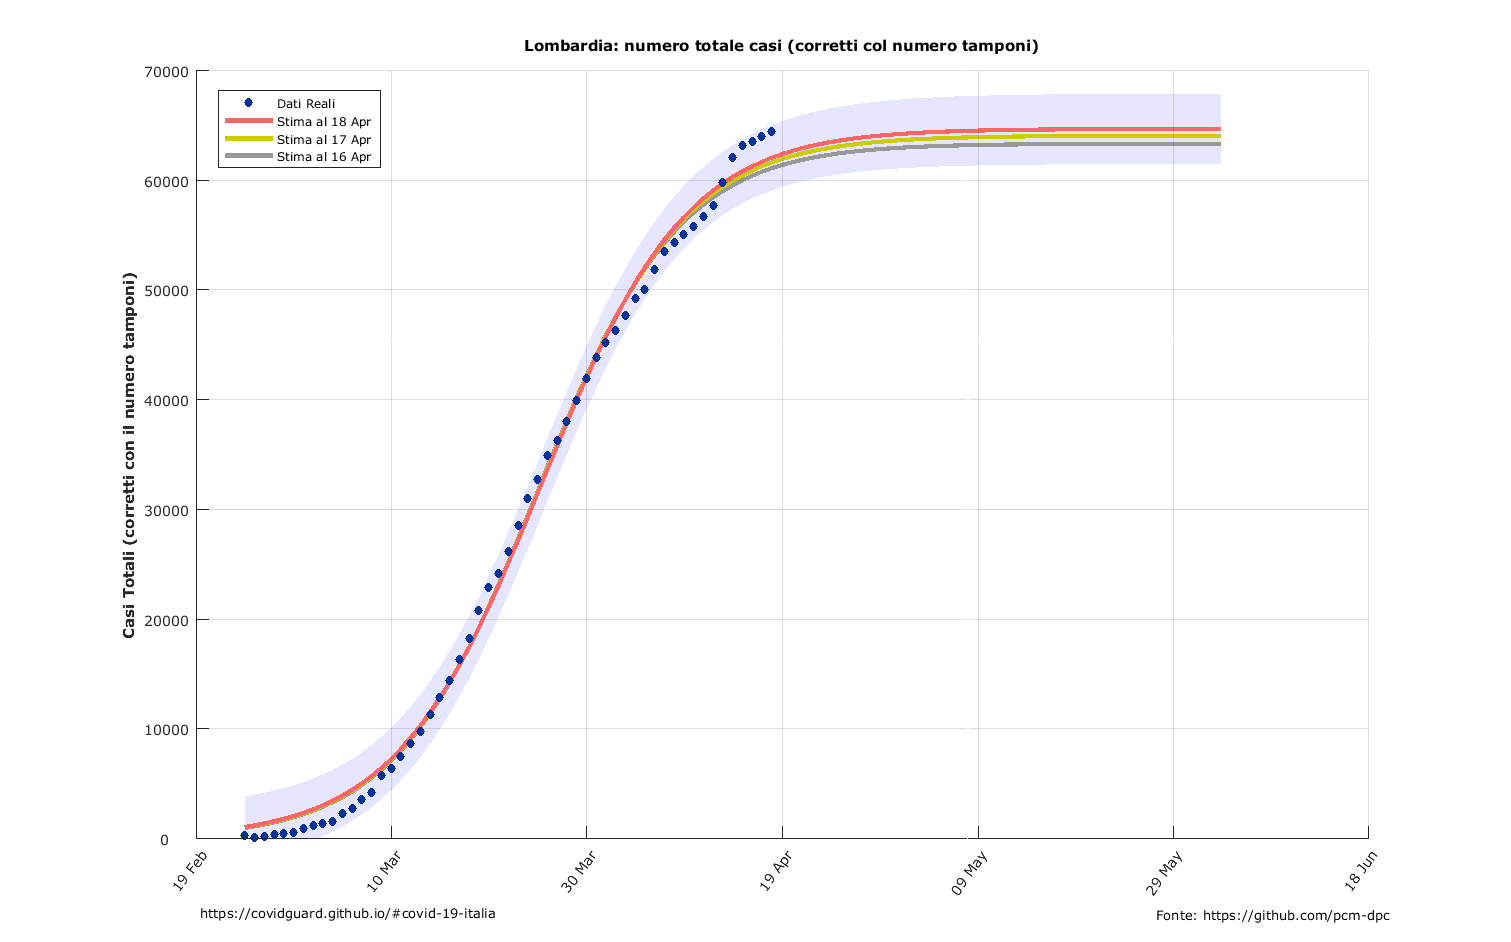 Lombardia: numero totale casi (corretti col numero tamponi)
70000
60000
50000
40000
30000
20000
10000
0
Casi Totali (corretti con il numero tamponi)
Dati Reali
Stima al 18 Apr
Stima al 17 Apr
Stima al 16 Apr
19 Feb
10 Mar
30 Mar
19 Apr
09 May
29 May
18 Jun
https://covidguard.github.io/#covid-19-italia
Fonte: https://github.com/pcm-dpc